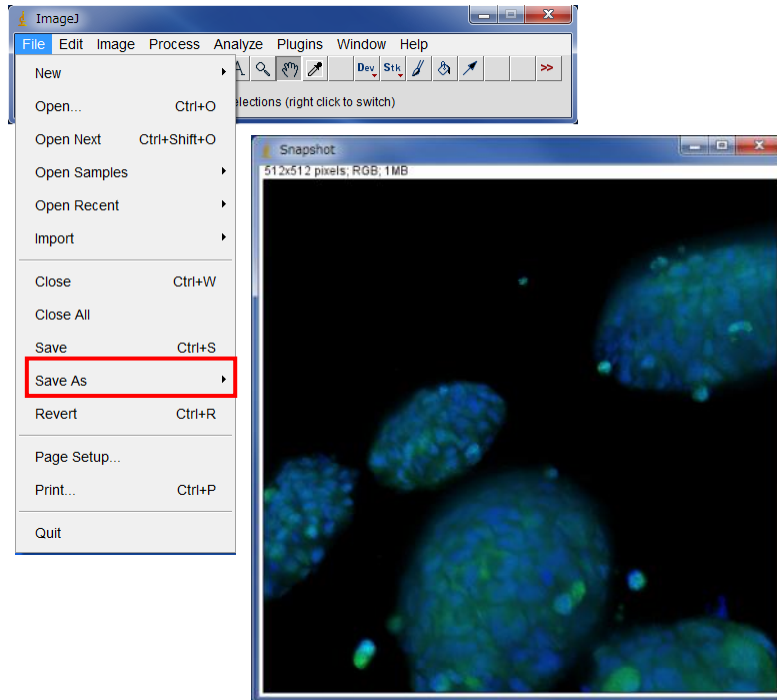 ImageJ
File Edit Image Process Analyze Plugins Window Help
Dev Stk >>
elections (right click to switch)
New
Open... Ctrl+O
Open Next Ctrl+Shift+O
Open Samples
Open Recent
Import
Close Ctrl+W
Close All
Save Ctrl+S
Save As
Revert Ctrl+R
Page Setup...
Print... Ctrl+P
Quit
Snapshot
512x512 pixels; RGB; 1MB